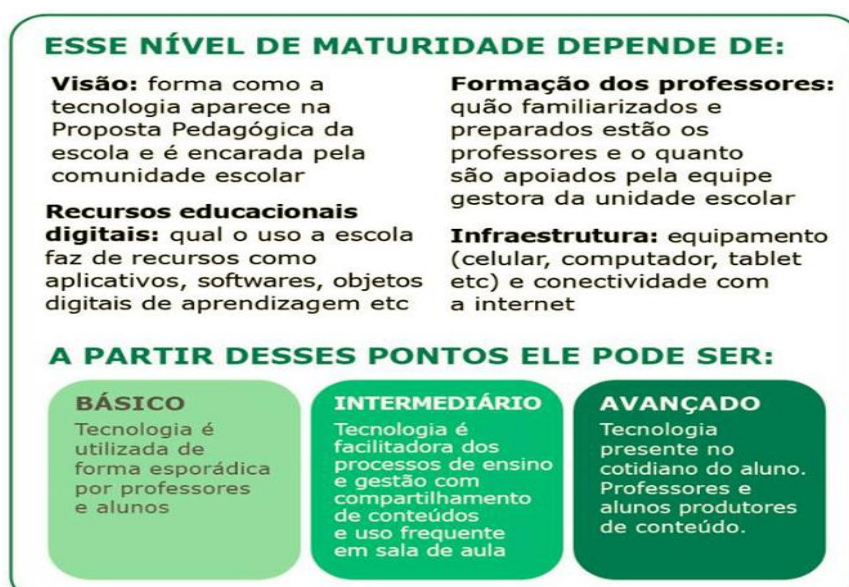 ESSE NÍVEL DE MATURIDADE DEPENDE DE:
Visão: forma como a
tecnologia aparece na
Proposta Pedagógica da
escola e é encarada pela
comunidade escolar
Recursos educacionais
digitais: qual o uso a escola
faz de recursos como
aplicativos, softwares, objetos
digitais de aprendizagem etc
Formação dos professores:
quão familiarizados e
preparados estão os
professores e o quanto
são apoiados pela equipe
gestora da unidade escolar
Infraestrutura: equipamento
(celular, computador, tablet
etc) e conectividade com
a internet
A PARTIR DESSES PONTOS ELE PODE SER:
BÁSICO
Tecnologia é
utilizada de
forma esporádica
por professores
e alunos
INTERMEDIÁRIO
Tecnologia é
facilitadora dos
processos de ensino
e gestão com
compartilhamento
de conteúdos
e uso frequente
em sala de aula
AVANÇADO
Tecnologia
presente no
cotidiano do aluno.
Professores e
alunos produtores
de conteúdo.